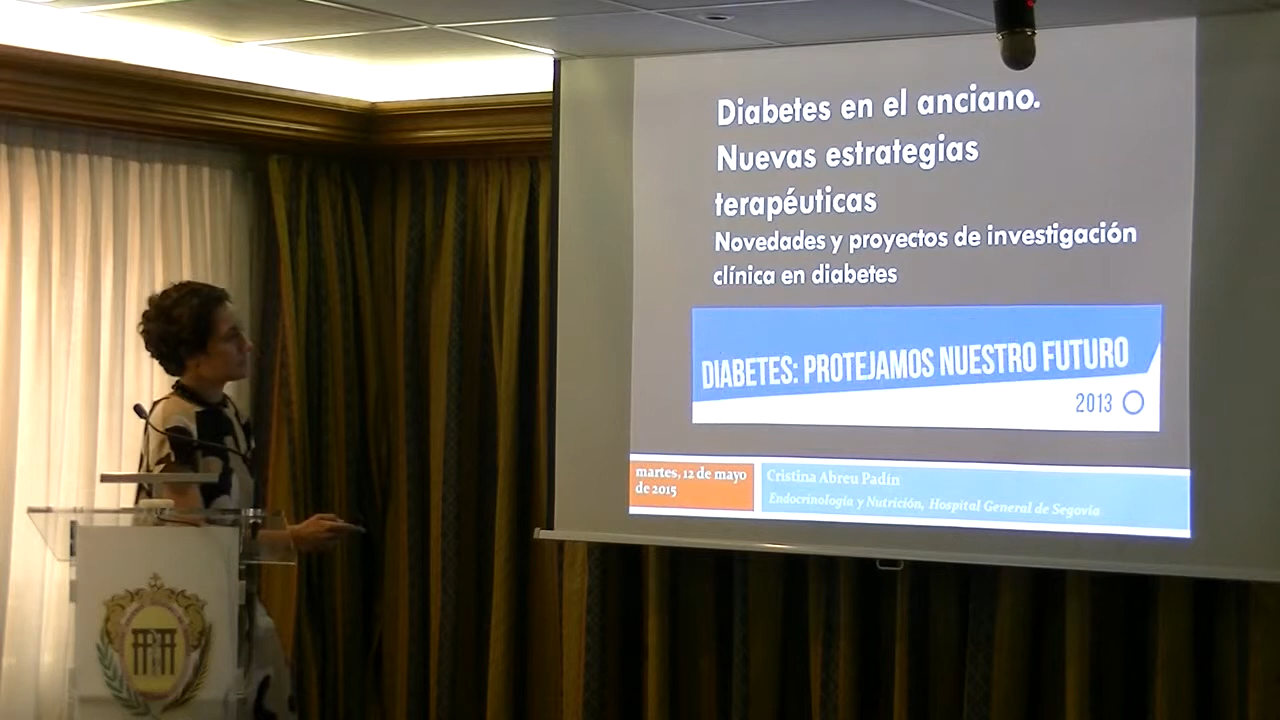 Diabetes en el anciano.
Nuevas estrategias
terapéuticas
Novedades y proyectos de investigación
clínica en diabetes
DIABETES: PROTEJAMOS NUESTRO FUTURO
2013
martes, 12 de mayo
de 2015
Cristina Abreu Padín
Endocrinología y Nutrición, Hospital General de Segovia